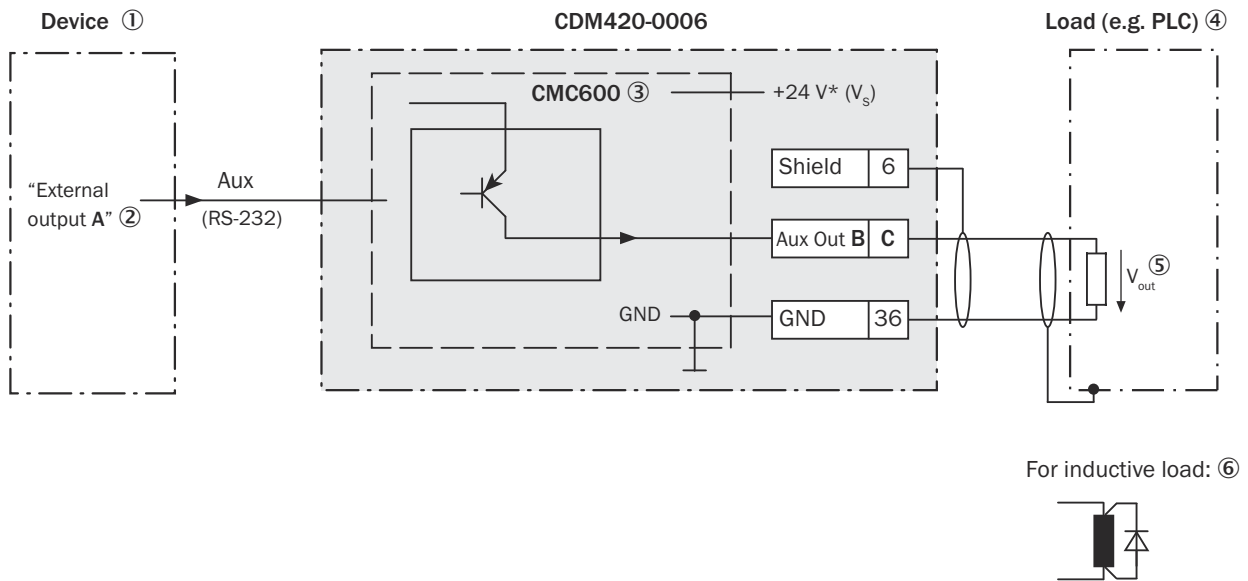 Device ①
CDM420-0006
Load (e.g. PLC) ④
CMC600 ③
+24 V* (Vs)
Shield 6
"External
output A" ②
Aux
(RS-232)
Aux Out B C
Vout ⑤
GND
GND 36
For inductive load: ⑥